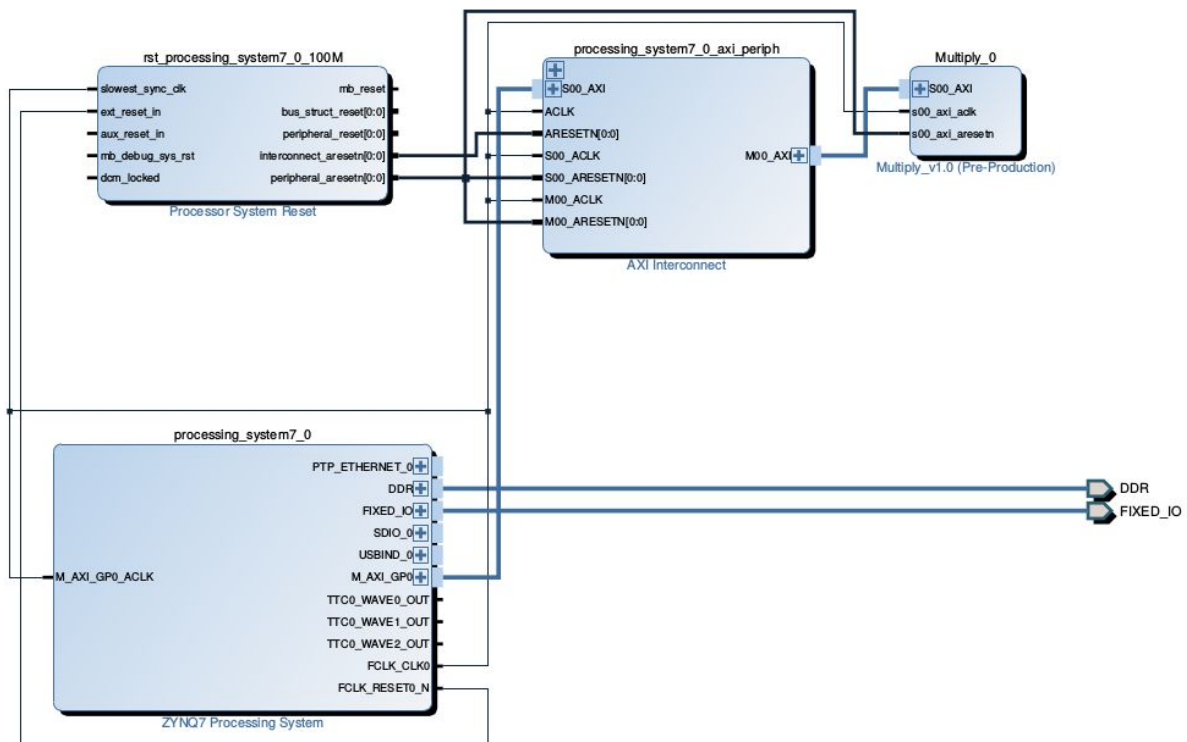 rst_processing_system7_0_100M
slowest_sync_clk
ext_reset_in
aux_reset_in
mb_debug_sys_rst
dcm_locked
mb_reset
bus_struct_reset[0:0]
peripheral_reset[0:0]
interconnect_aresetn[0:0]
peripheral_aresetn[0:0]
Processor System Reset
processing_system7_0_axi_periph
S00_AXI
ACLK
ARESETN[0:0]
S00_ACLK
S00_ARESETN[0:0]
M00_ACLK
M00_ARESETN[0:0]
M00_AXI
AXI Interconnect
Multiply_0
S00_AXI
s00_axi_aclk
s00_axi_aresetn
Multiply_v1.0 (Pre-Production)
processing_system7_0
M_AXI_GP0_ACLK
PTP_ETHERNET_0
DDR
FIXED_IO
SDIO_0
USBIND_0
M_AXI_GP0
TTC0_WAVE0_OUT
TTC0_WAVE1_OUT
TTC0_WAVE2_OUT
FCLK_CLK0
FCLK_RESET0_N
ZYNQ7 Processing System
DDR
FIXED_IO